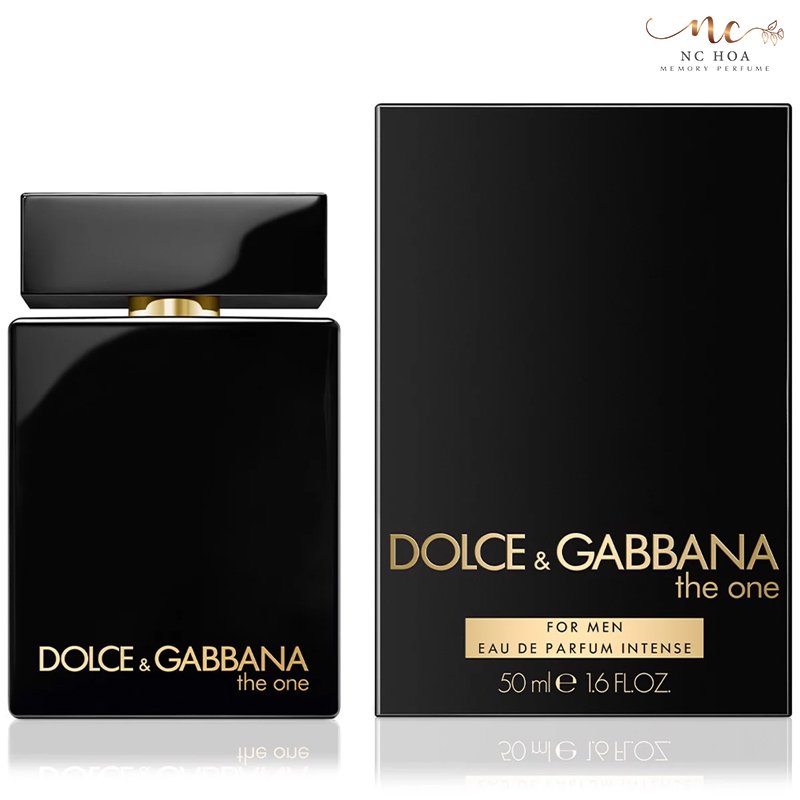 nc
NC HOA
MEMORY PERFUME
DOLCE & GABBANA
the one
DOLCE & GABBANA
the one
FOR MEN
EAU DE PARFUM INTENSE
50 ml e 1.6 FL.OZ.